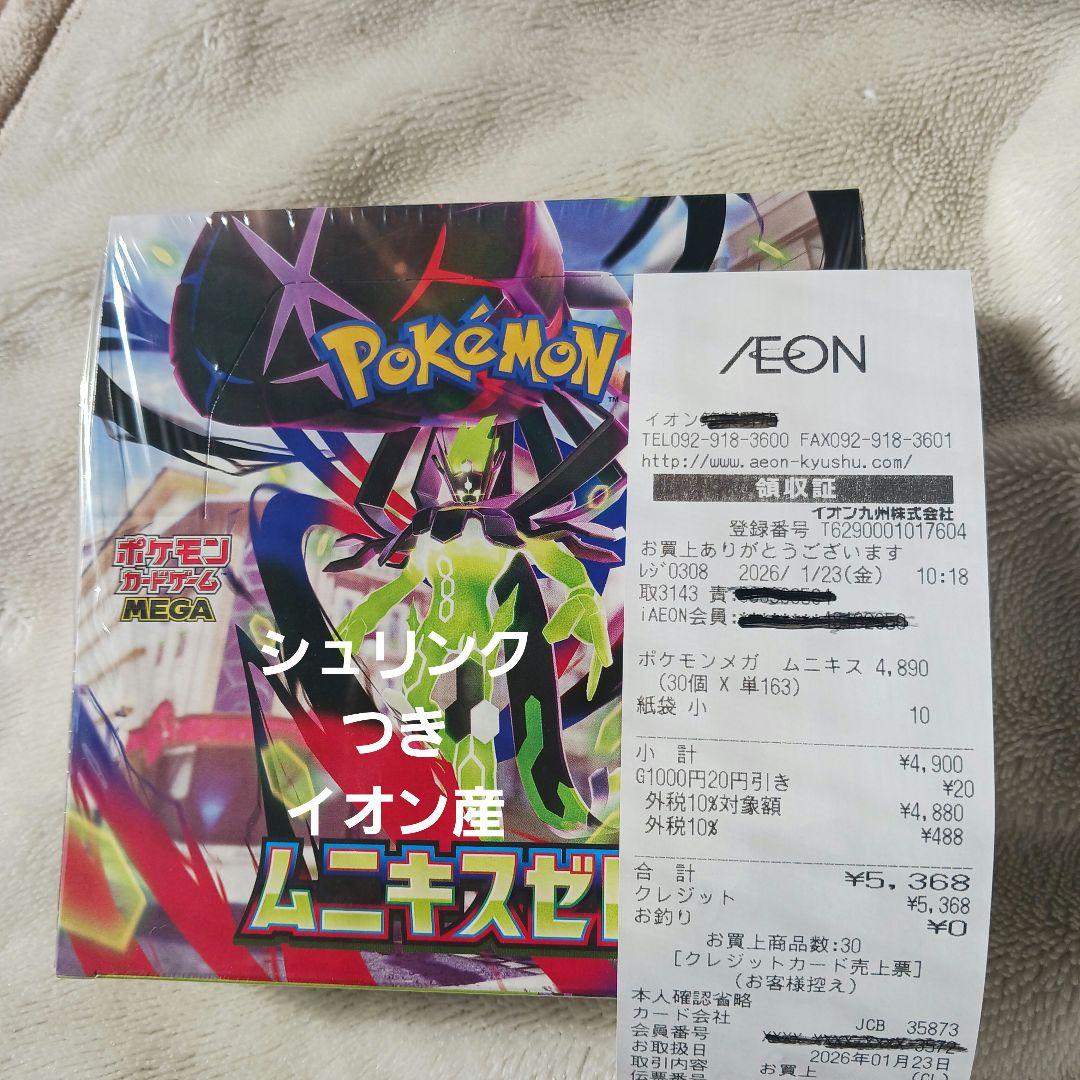 POKÉMON
TM
ポケモン
カードゲーム
MEGA
シュリンク
つき
イオン産
ムニキスゼ
ÆON
イオン
TEL092-918-3600 FAX092-918-3601
http://www.aeon-kyushu.com/
領収証
イオン九州株式会社
登録番号 T6290001017604
お買上ありがとうございます
ﾚｼﾞ0308 2026/ 1/23(金) 10:18
取3143 責:
iAEON会員:
ポケモンメガ ムニキス 4,890
(30個 X 単163)
紙袋 小 10
小 計 ¥4,900
G1000円20円引き ¥20
外税10%対象額 ¥4,880
外税10% ¥488
合 計 ¥5,368
クレジット ¥5,368
お釣り ¥0
お買上商品数:30
[クレジットカード売上票]
(お客様控え)
本人確認省略
カード会社 JCB 35873
会員番号
お取扱日 2026年01月23日
取引内容 お買上
伝票番号